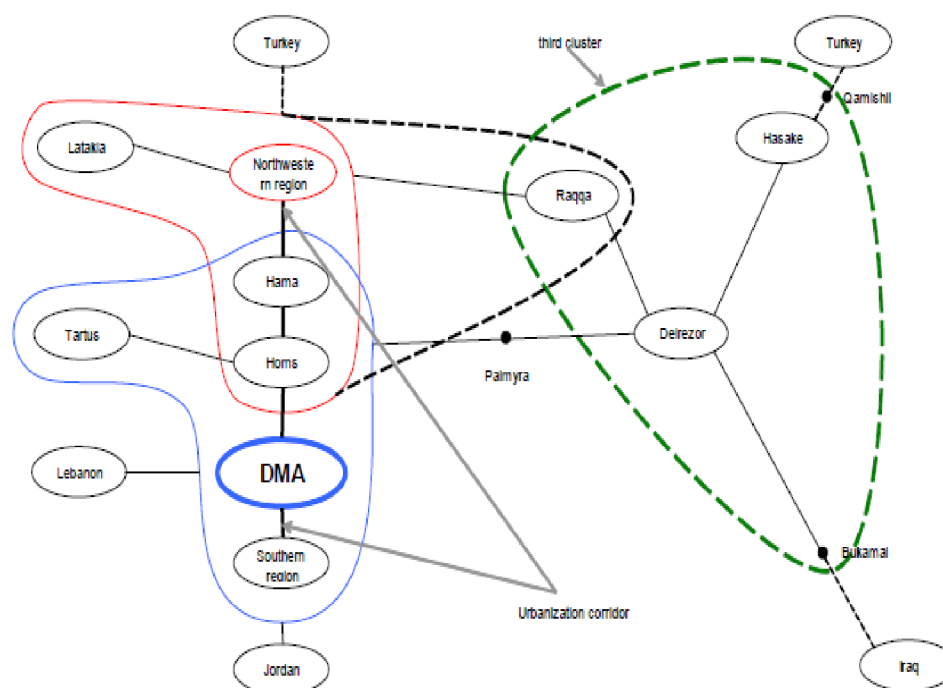 Turkey
third cluster
Turkey
Qamishli
Latakia
Northweste
rn region
Hasake
Raqqa
Hama
Tartus
Homs
Deirezor
Palmyra
Lebanon
DMA
Bukamal
Southern
region
Urbanization corridor
Jordan
Iraq